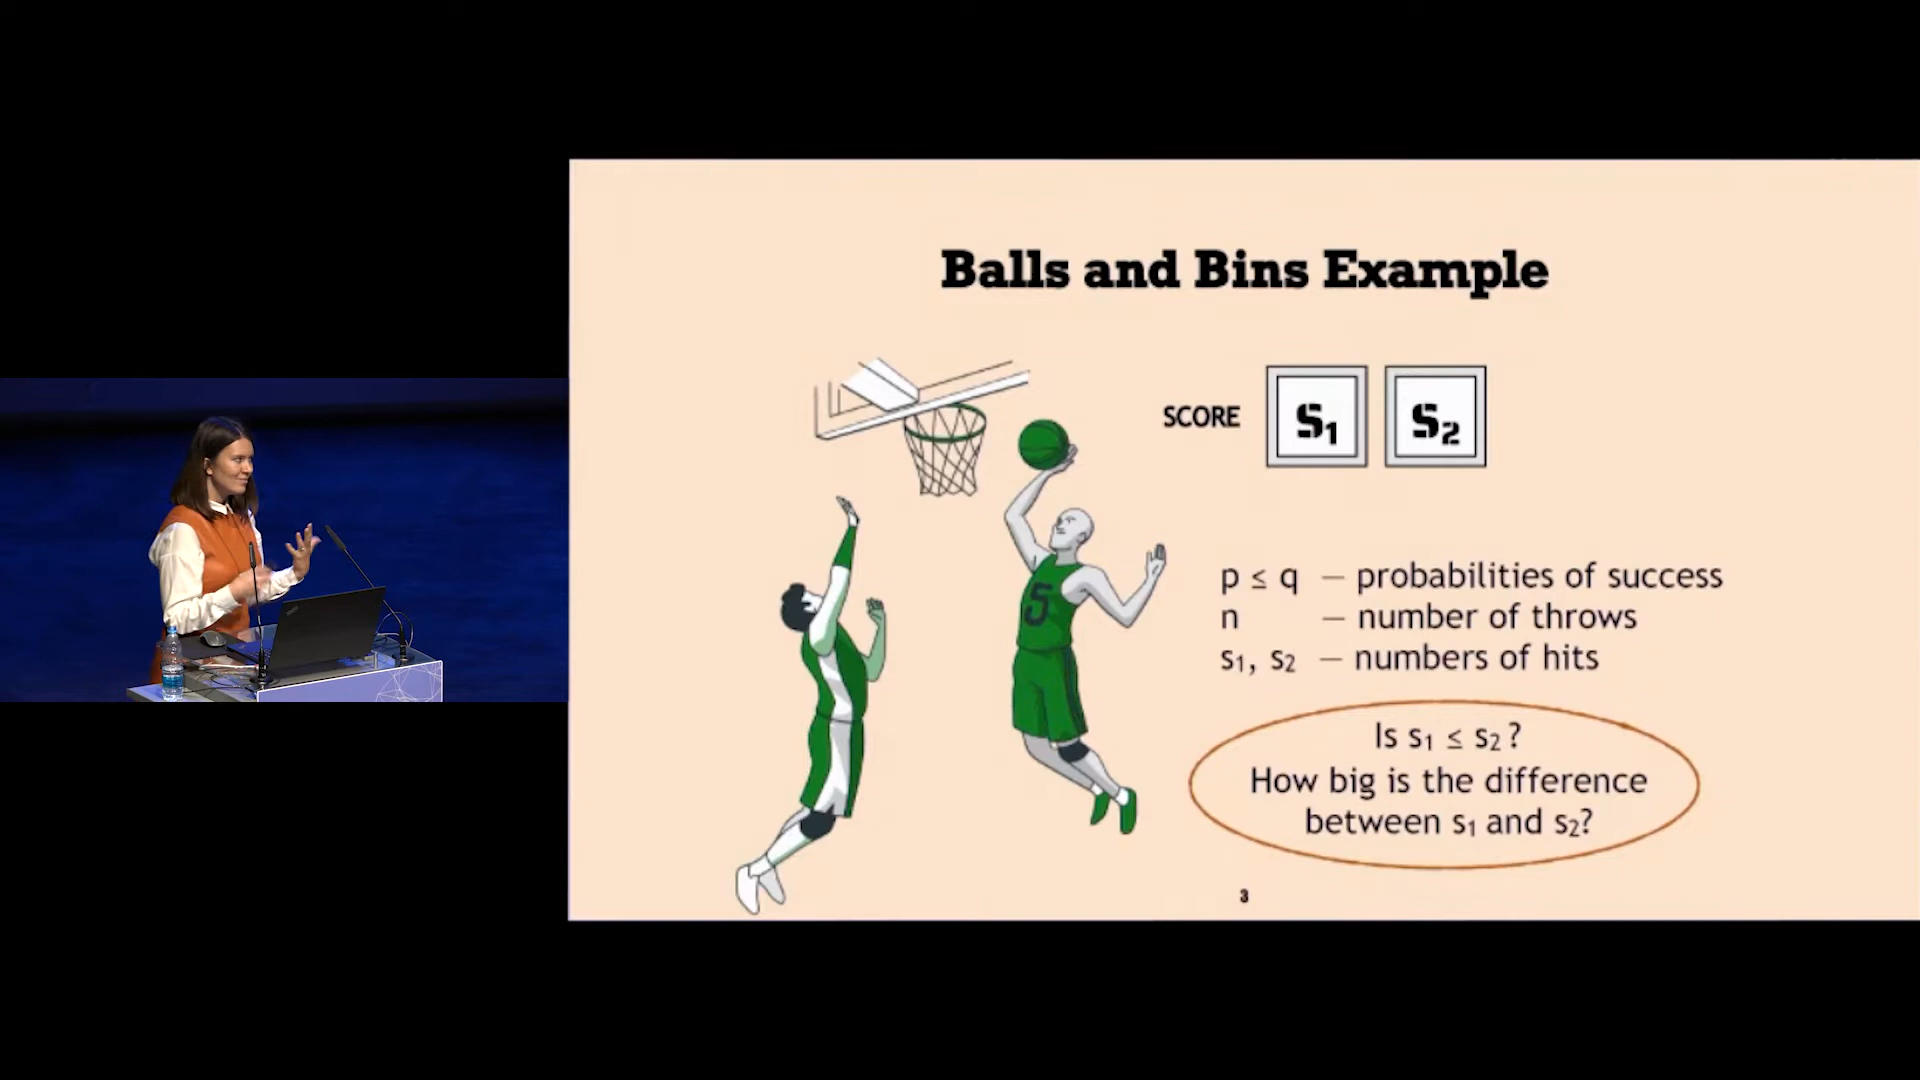 Balls and Bins Example
SCORE
S₁ S₂
5
p ≤ q – probabilities of success
n – number of throws
s₁, s₂ – numbers of hits
Is s₁ ≤ s₂?
How big is the difference
between s₁ and s₂?
3